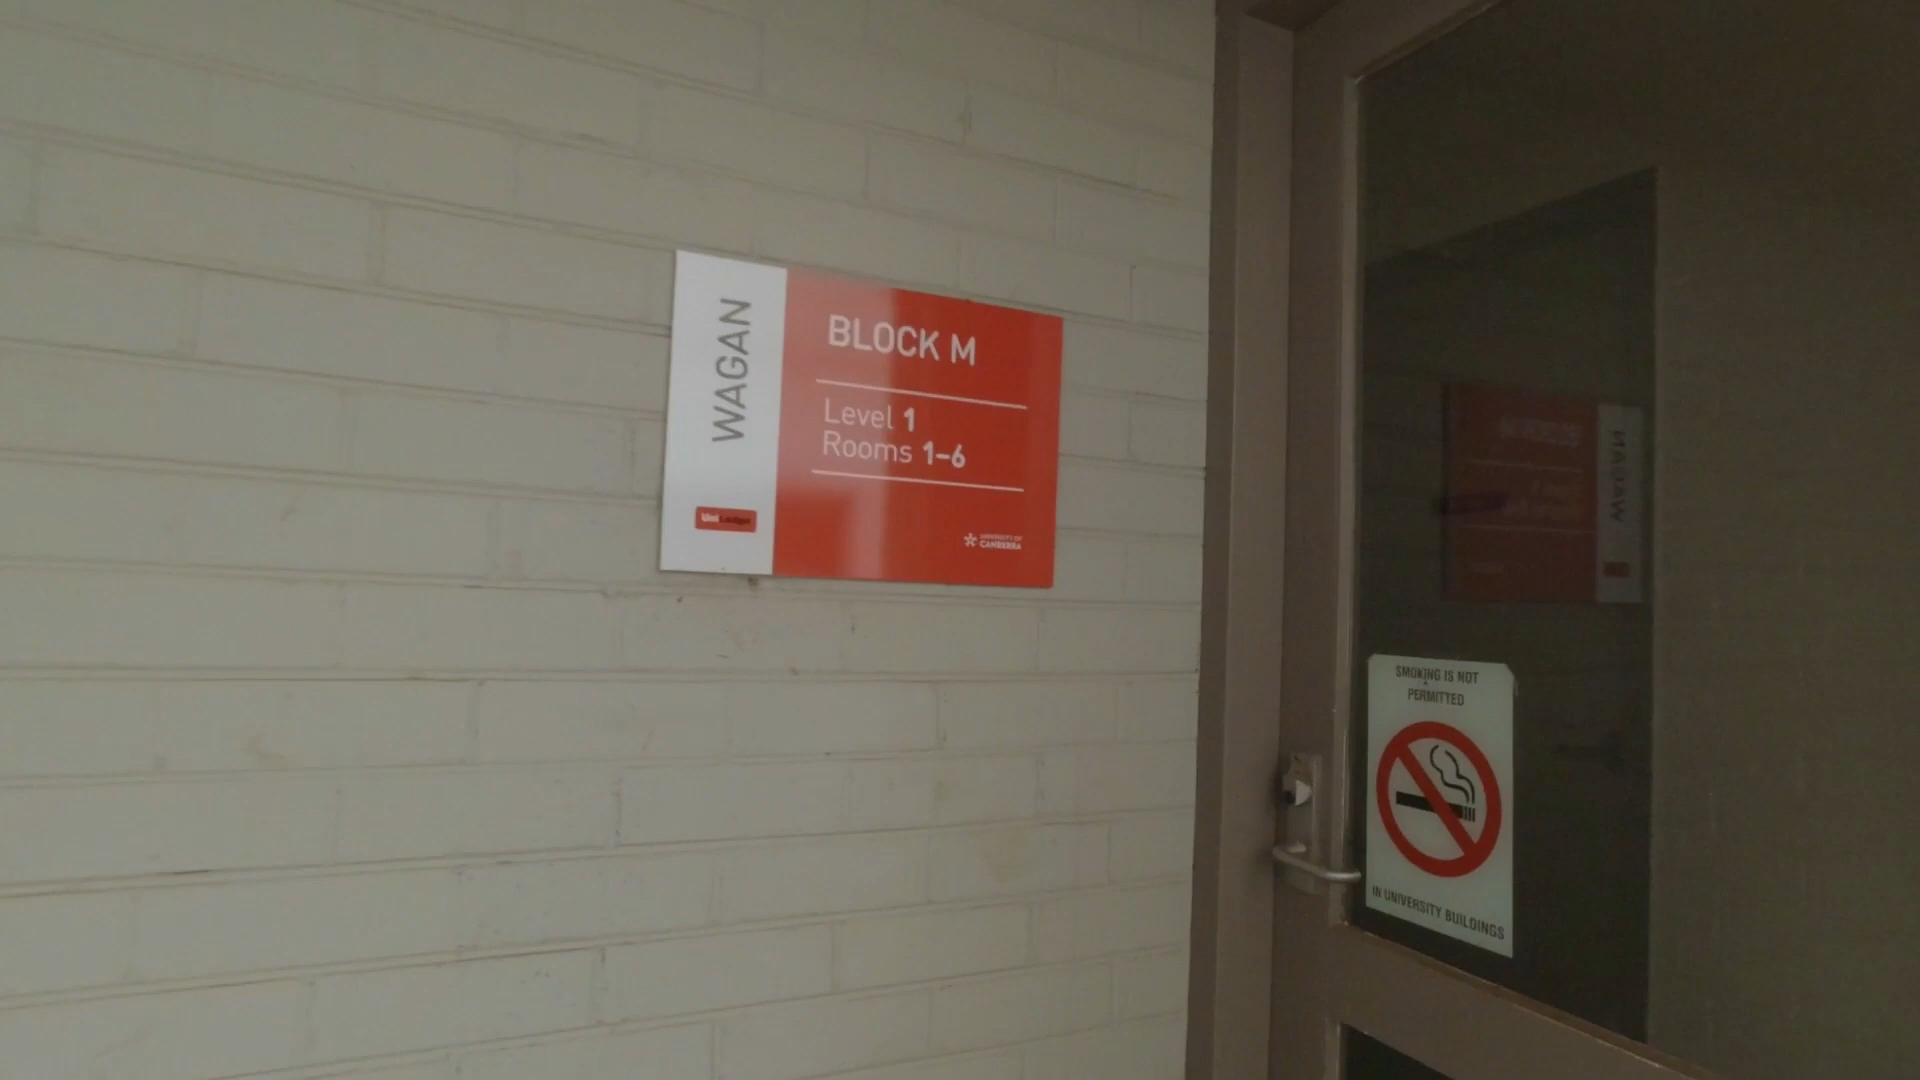 WAGAN
BLOCK M
Level 1
Rooms 1–6
UniLodge
UNIVERSITY OF
CANBERRA
SMOKING IS NOT
PERMITTED
IN UNIVERSITY BUILDINGS